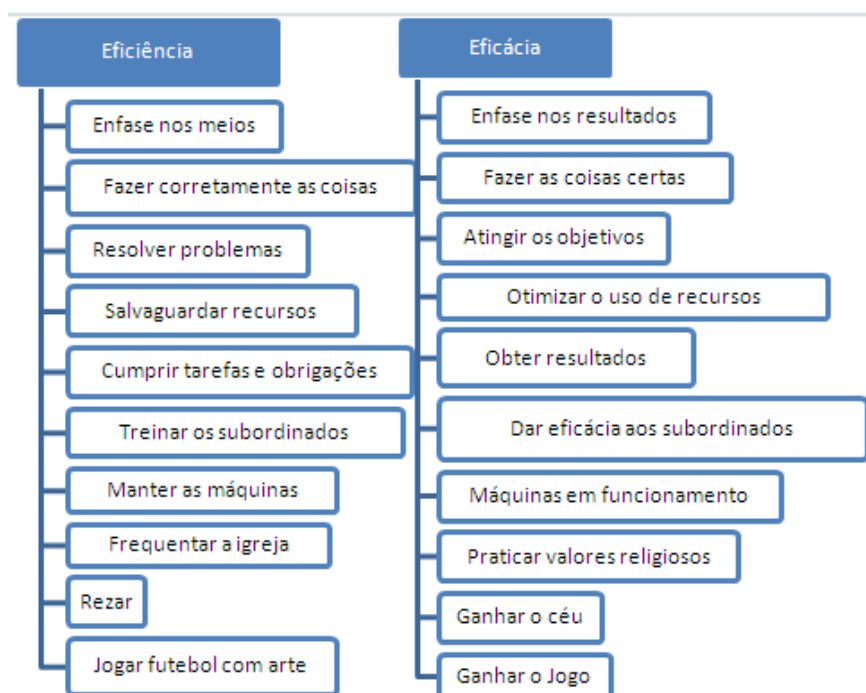 Eficiência
Enfase nos meios
Fazer corretamente as coisas
Resolver problemas
Salvaguardar recursos
Cumprir tarefas e obrigações
Treinar os subordinados
Manter as máquinas
Frequentar a igreja
Rezar
Jogar futebol com arte
Eficácia
Enfase nos resultados
Fazer as coisas certas
Atingir os objetivos
Otimizar o uso de recursos
Obter resultados
Dar eficácia aos subordinados
Máquinas em funcionamento
Praticar valores religiosos
Ganhar o céu
Ganhar o Jogo